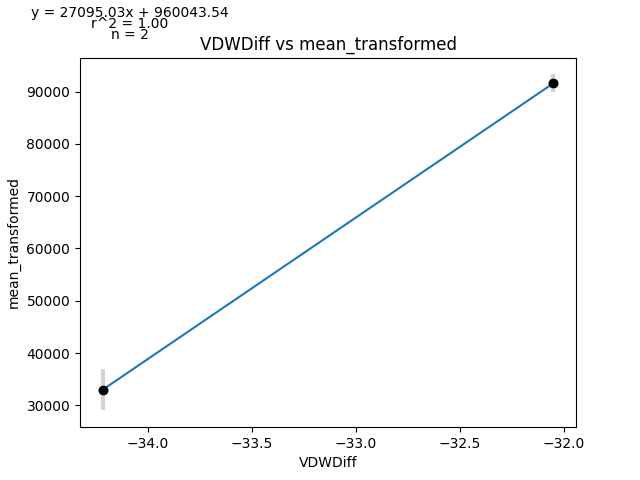 y = 27095.03x + 960043.54
r^2 = 1.00
n = 2
VDWDiff vs mean_transformed
90000
80000
70000
60000
50000
40000
30000
mean_transformed
−34.0
−33.5
−33.0
−32.5
−32.0
VDWDiff